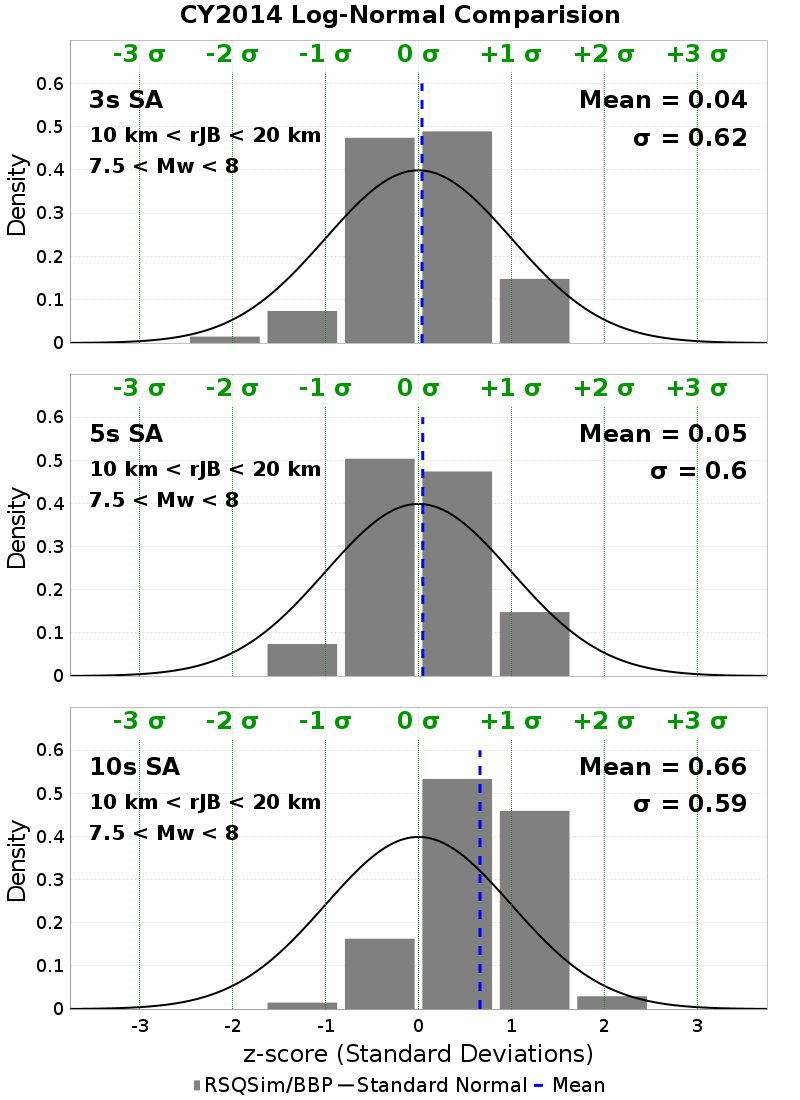 CY2014 Log-Normal Comparision
-3 σ -2 σ -1 σ 0 σ +1 σ +2 σ +3 σ
0.6
3s SA Mean = 0.04
0.5
10 km < rJB < 20 km σ = 0.62
7.5 < Mw < 8
0.4
Density
0.3
0.2
0.1
0
-3 σ -2 σ -1 σ 0 σ +1 σ +2 σ +3 σ
0.6
5s SA Mean = 0.05
0.5
10 km < rJB < 20 km σ = 0.6
7.5 < Mw < 8
0.4
Density
0.3
0.2
0.1
0
-3 σ -2 σ -1 σ 0 σ +1 σ +2 σ +3 σ
0.6
10s SA Mean = 0.66
0.5
10 km < rJB < 20 km σ = 0.59
7.5 < Mw < 8
0.4
Density
0.3
0.2
0.1
0
-3 -2 -1 0 1 2 3
z-score (Standard Deviations)
RSQSim/BBP Standard Normal Mean